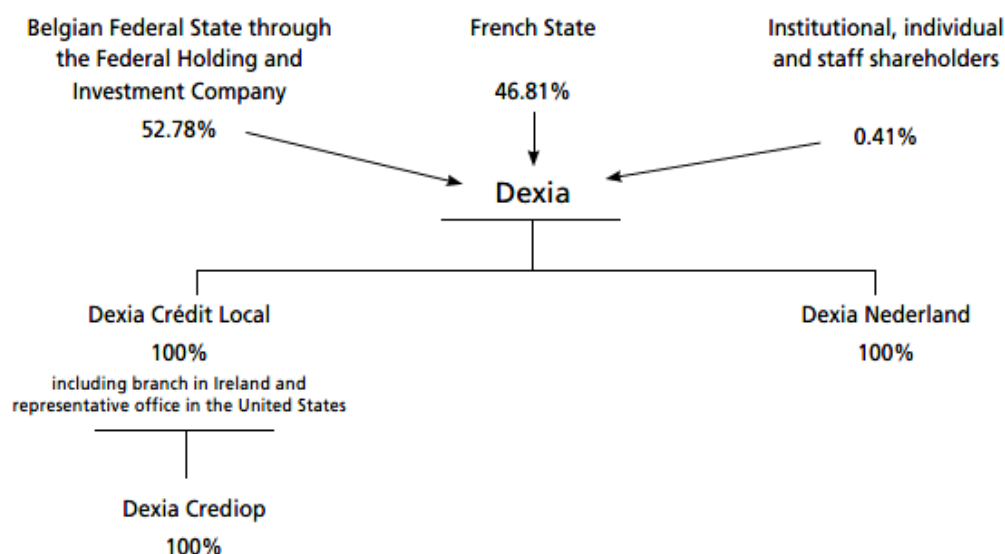 Belgian Federal State through
the Federal Holding and
Investment Company
52.78%
French State
46.81%
Institutional, individual
and staff shareholders
0.41%
Dexia
Dexia Crédit Local
100%
including branch in Ireland and
representative office in the United States
Dexia Nederland
100%
Dexia Crediop
100%